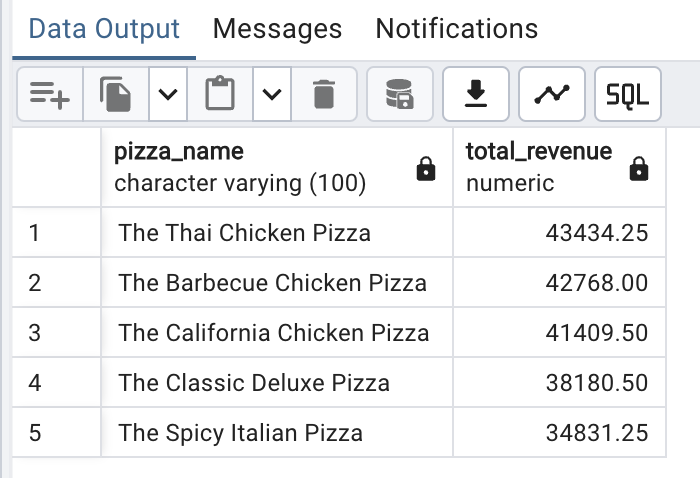 Data Output Messages Notifications
SQL
pizza_name total_revenue
character varying (100) numeric
1 The Thai Chicken Pizza 43434.25
2 The Barbecue Chicken Pizza 42768.00
3 The California Chicken Pizza 41409.50
4 The Classic Deluxe Pizza 38180.50
5 The Spicy Italian Pizza 34831.25